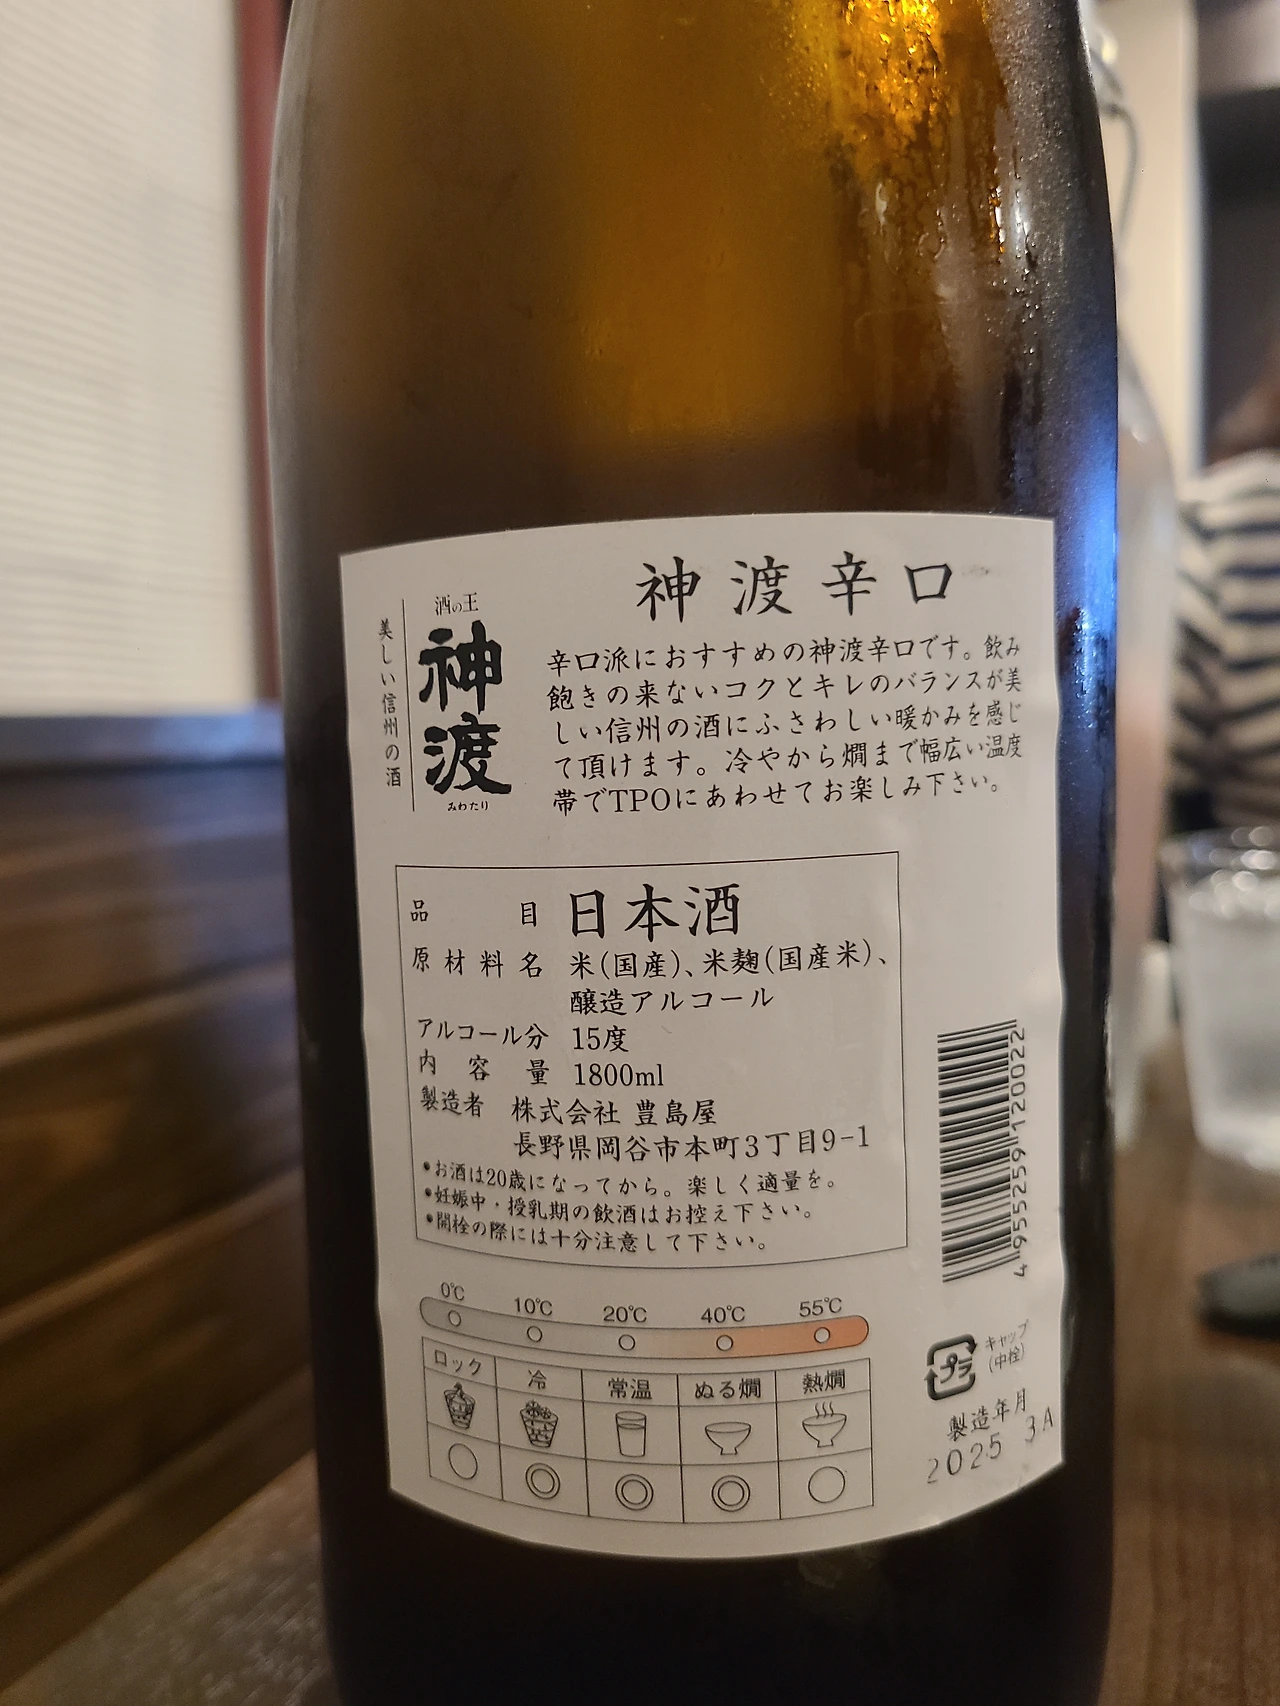 神渡辛口
酒の王
神渡
みわたり
美しい信州の酒
辛口派におすすめの神渡辛口です。飲み
飽きの来ないコクとキレのバランスが美
しい信州の酒にふさわしい暖かみを感じ
て頂けます。冷やから燗まで幅広い温度
帯でTPOにあわせてお楽しみ下さい。
品目 日本酒
原材料名 米(国産)、米麹(国産米)、
醸造アルコール
アルコール分 15度
内容量 1800ml
製造者 株式会社 豊島屋
長野県岡谷市本町3丁目9-1
•お酒は20歳になってから。楽しく適量を。
•妊娠中・授乳期の飲酒はお控え下さい。
•開栓の際には十分注意して下さい。
4 955259 120022
0℃ 10℃ 20℃ 40℃ 55℃
ロック 冷 常温 ぬる燗 熱燗
○ ◎ ◎ ◎ ○
プラ
キャップ
(中栓)
製造年月
2025 3A